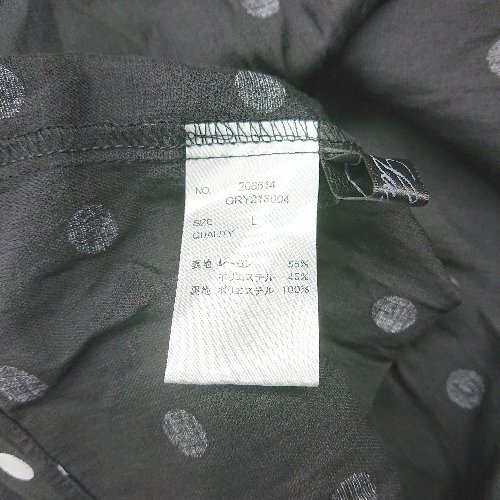 NO. 208514
GRY213004
SIZE L
QUALITY
表地 レーヨン 55%
ポリエステル 45%
裏地 ポリエステル 100%